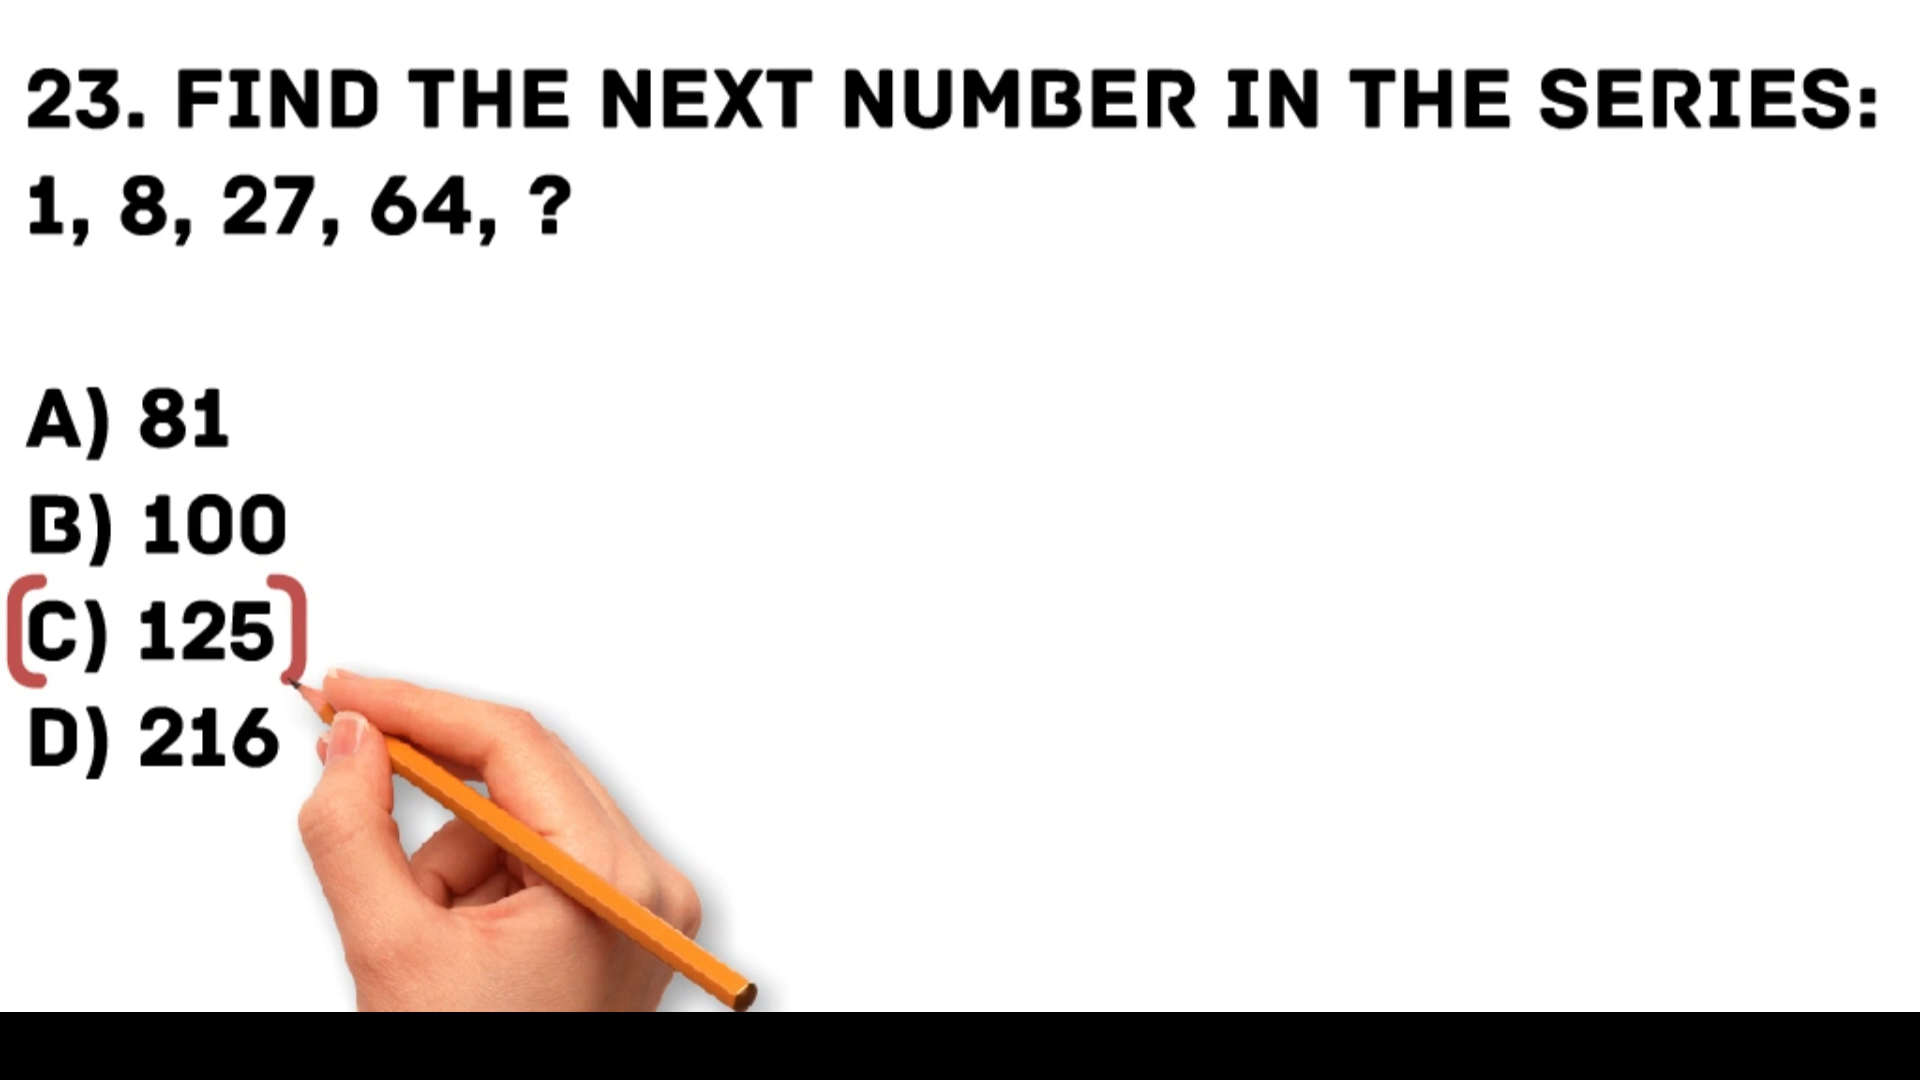 23. FIND THE NEXT NUMBER IN THE SERIES:
1, 8, 27, 64, ?
A) 81
B) 100
C) 125
D) 216